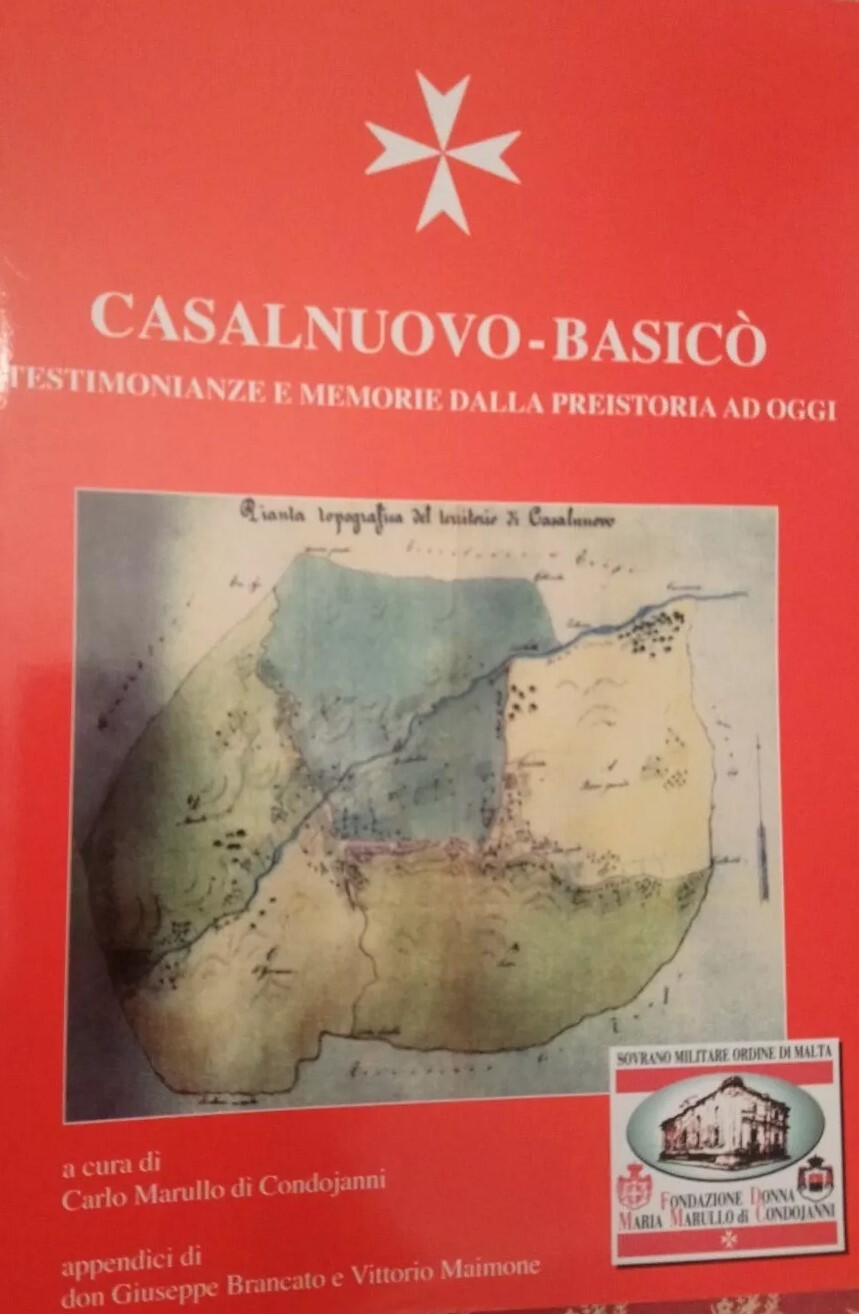 CASALNUOVO-BASICÒ
TESTIMONIANZE E MEMORIE DALLA PREISTORIA AD OGGI
Pianta topografica del territorio di Casalnuovo
SOVRANO MILITARE ORDINE DI MALTA
FONDAZIONE DONNA
MARIA MARULLO di CONDOJANNI
a cura di
Carlo Marullo di Condojanni
appendici di
don Giuseppe Brancato e Vittorio Maimone